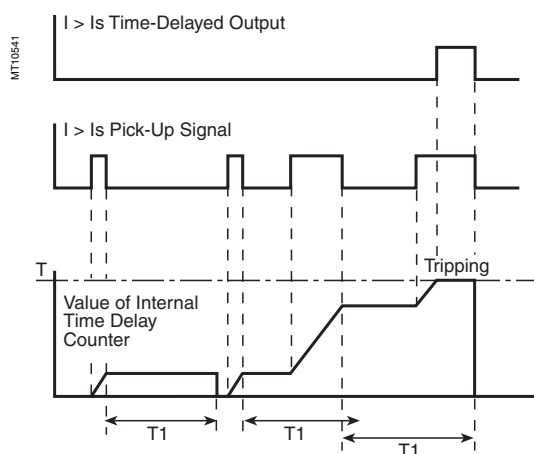 MT10541
I > Is Time-Delayed Output
I > Is Pick-Up Signal
T
Tripping
Value of Internal
Time Delay
Counter
T1
T1
T1